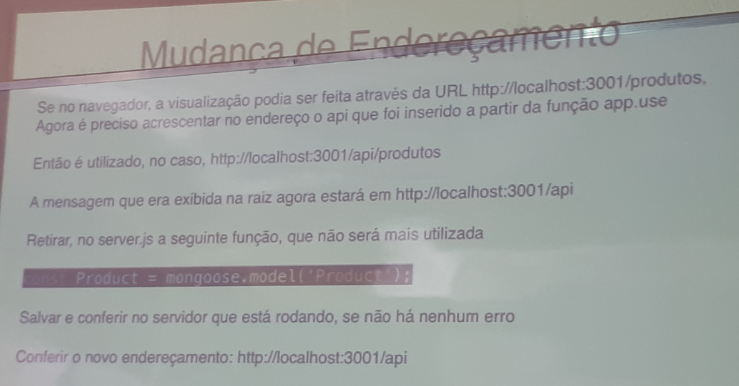 Mudança de Endereçamento
Se no navegador, a visualização podia ser feita através da URL http://localhost:3001/produtos,
Agora é preciso acrescentar no endereço o api que foi inserido a partir da função app.use
Então é utilizado, no caso, http://localhost:3001/api/produtos
A mensagem que era exibida na raiz agora estará em http://localhost:3001/api
Retirar, no server.js a seguinte função, que não será mais utilizada
const Product = mongoose.model('Product');
Salvar e conferir no servidor que está rodando, se não há nenhum erro
Conferir o novo endereçamento: http://localhost:3001/api